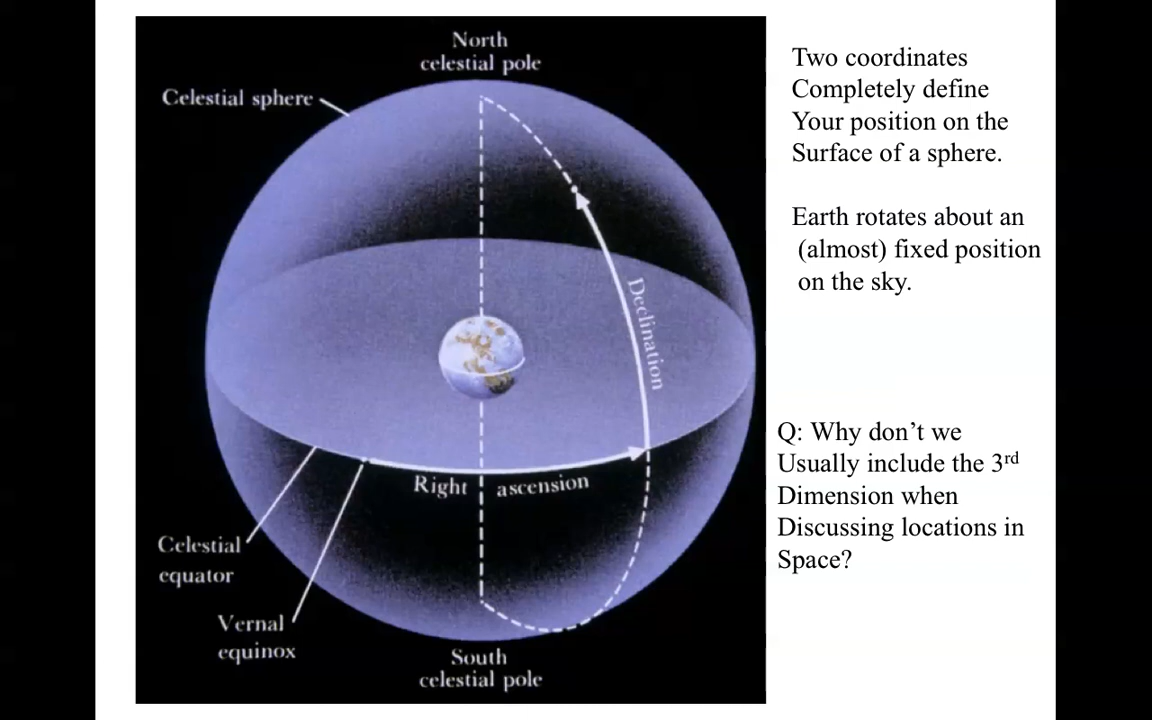 North
celestial pole
Celestial sphere
Declination
Right ascension
Celestial
equator
Vernal
equinox
South
celestial pole
Two coordinates
Completely define
Your position on the
Surface of a sphere.
Earth rotates about an
(almost) fixed position
on the sky.
Q: Why don’t we
Usually include the 3rd
Dimension when
Discussing locations in
Space?